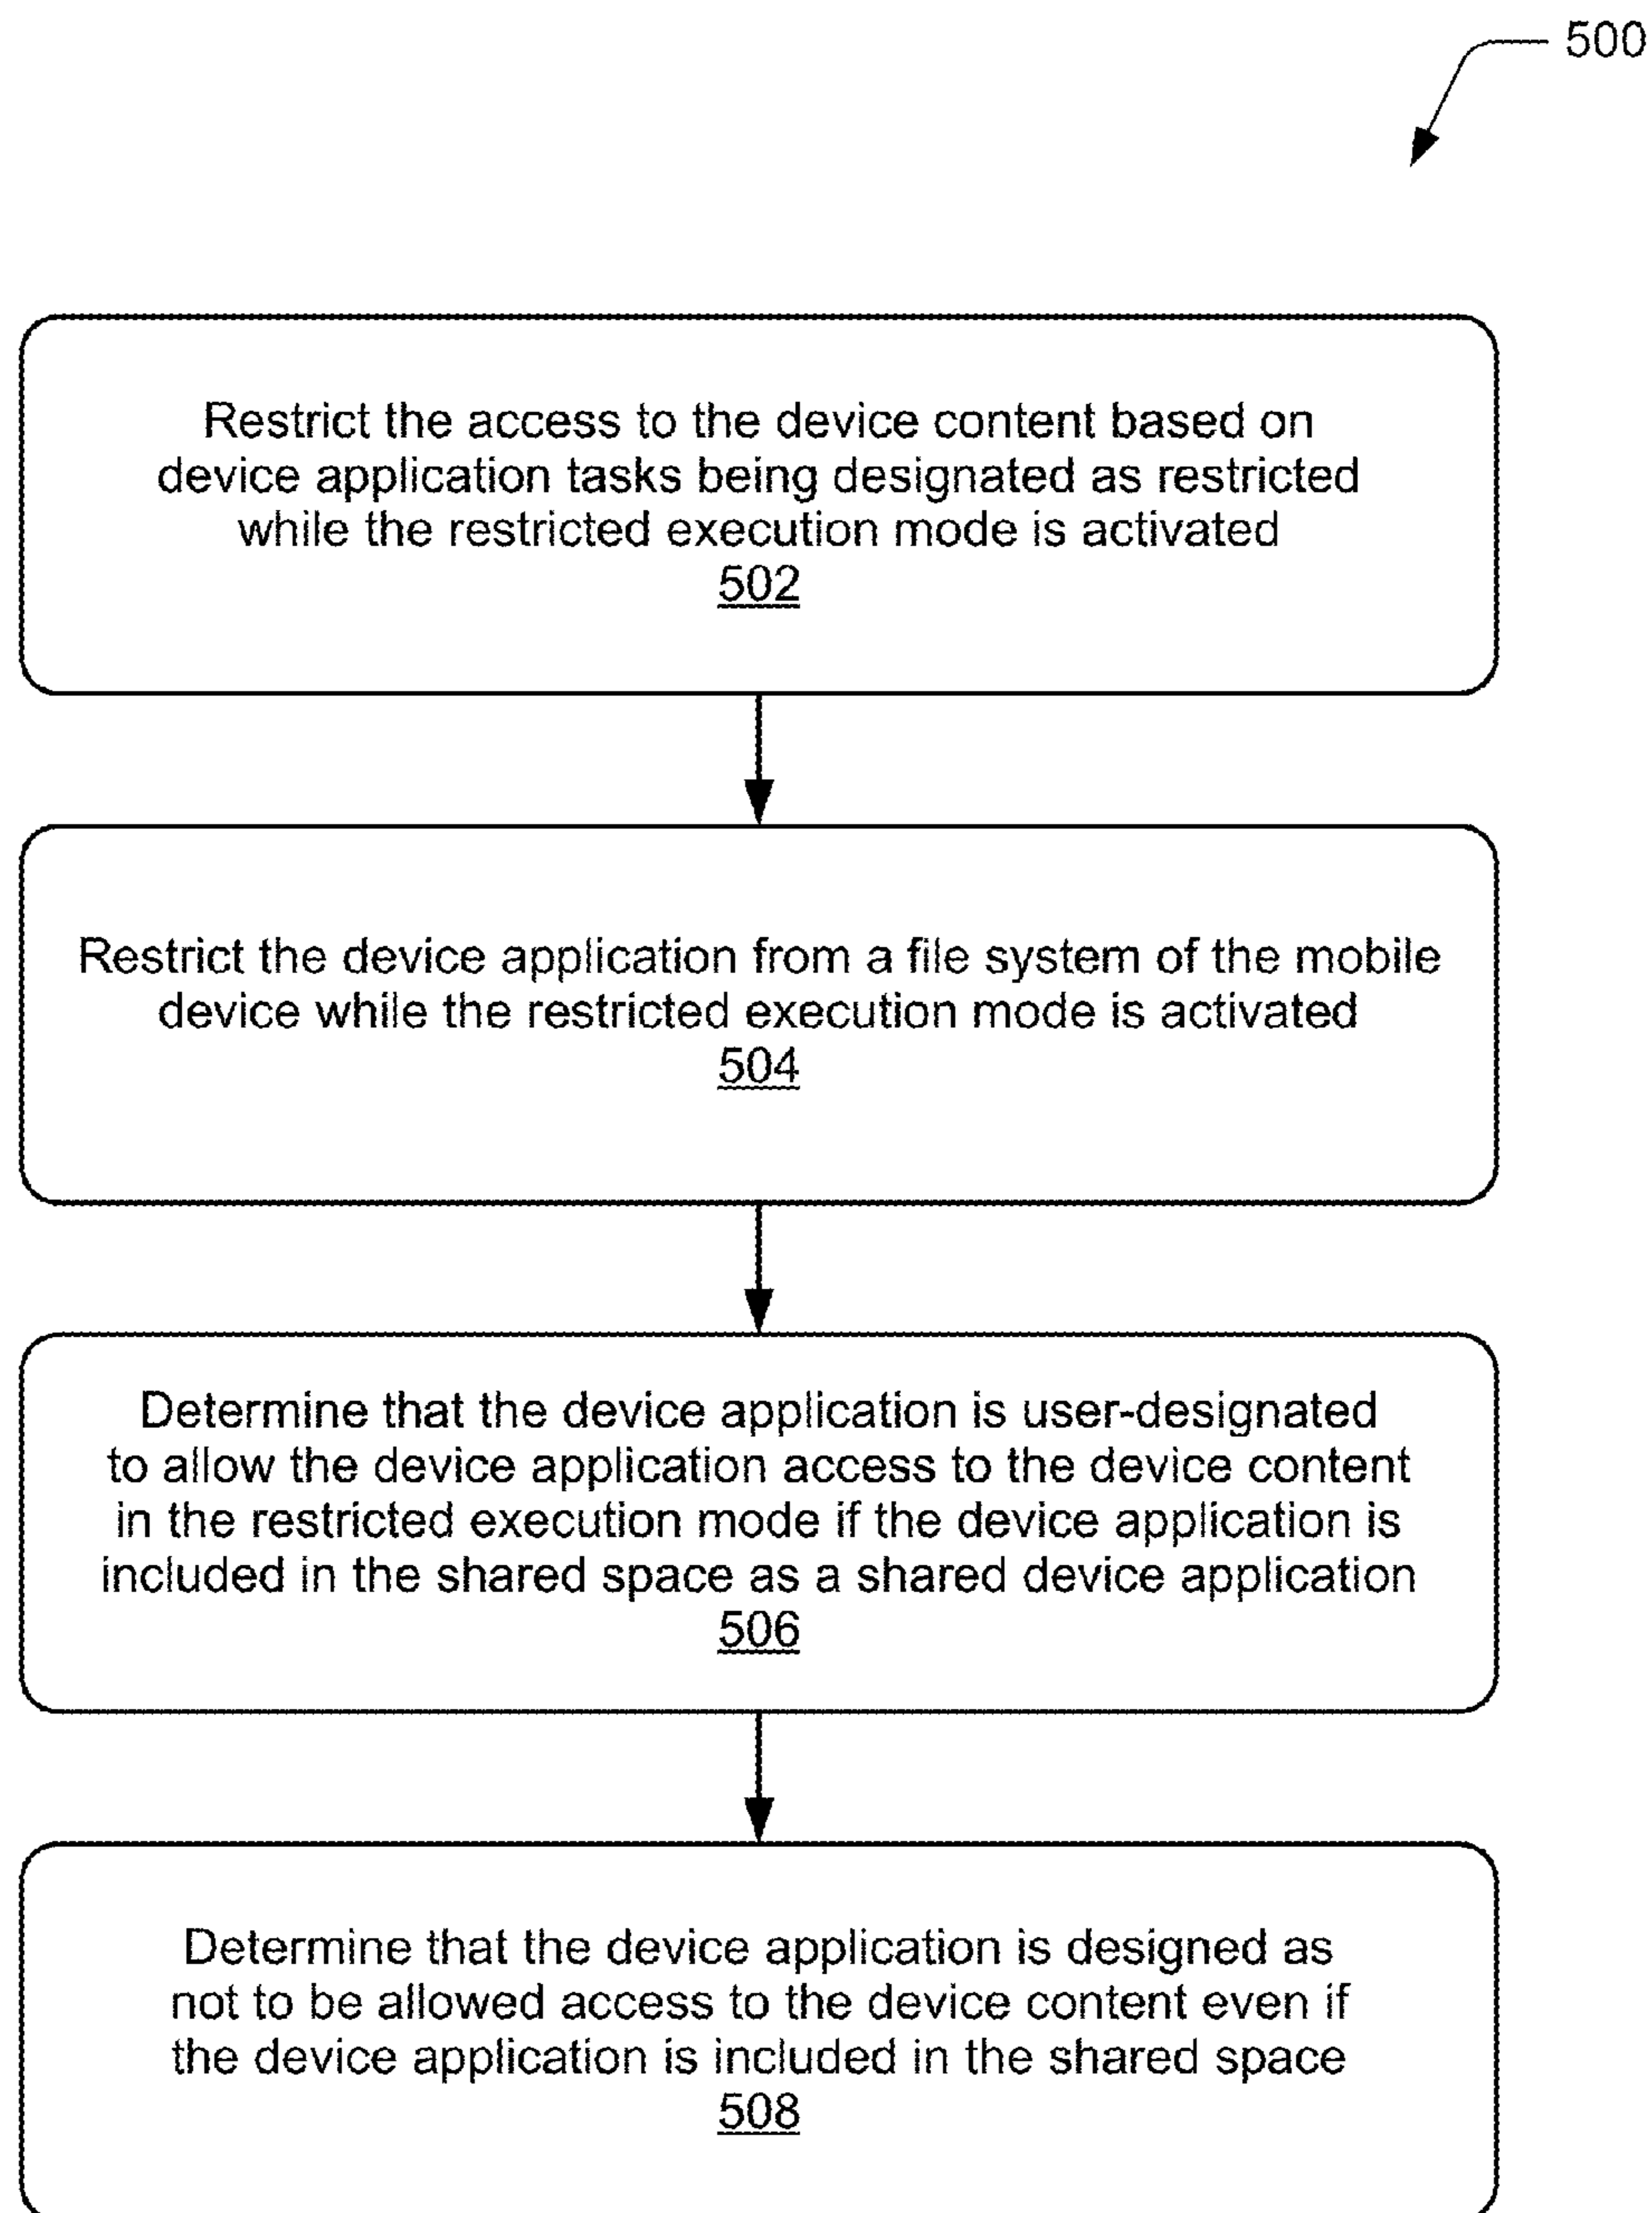 500
Restrict the access to the device content based on
device application tasks being designated as restricted
while the restricted execution mode is activated
502
Restrict the device application from a file system of the mobile
device while the restricted execution mode is activated
504
Determine that the device application is user-designated
to allow the device application access to the device content
in the restricted execution mode if the device application is
included in the shared space as a shared device application
506
Determine that the device application is designed as
not to be allowed access to the device content even if
the device application is included in the shared space
508